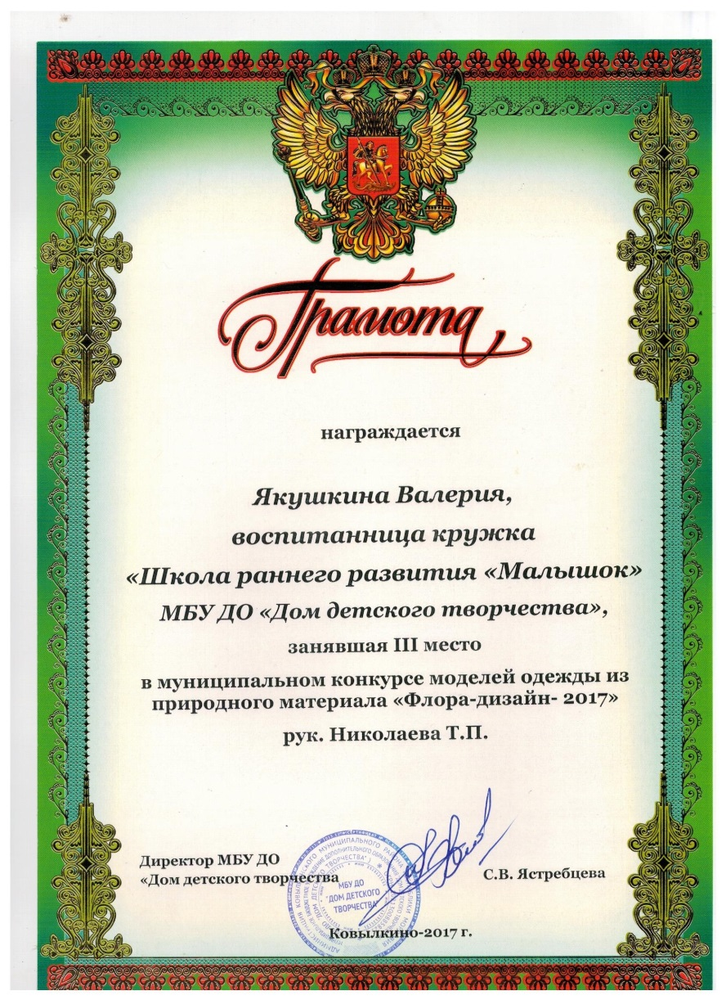 Грамота
награждается
Якушкина Валерия,
воспитанница кружка
«Школа раннего развития «Малышок»
МБУ ДО «Дом детского творчества»,
занявшая III место
в муниципальном конкурсе моделей одежды из
природного материала «Флора-дизайн- 2017»
рук. Николаева Т.П.
Директор МБУ ДО
«Дом детского творчества
С.В. Ястребцева
МБУ ДО
"ДОМ ДЕТСКОГО
ТВОРЧЕСТВА"
Ковылкино-2017 г.